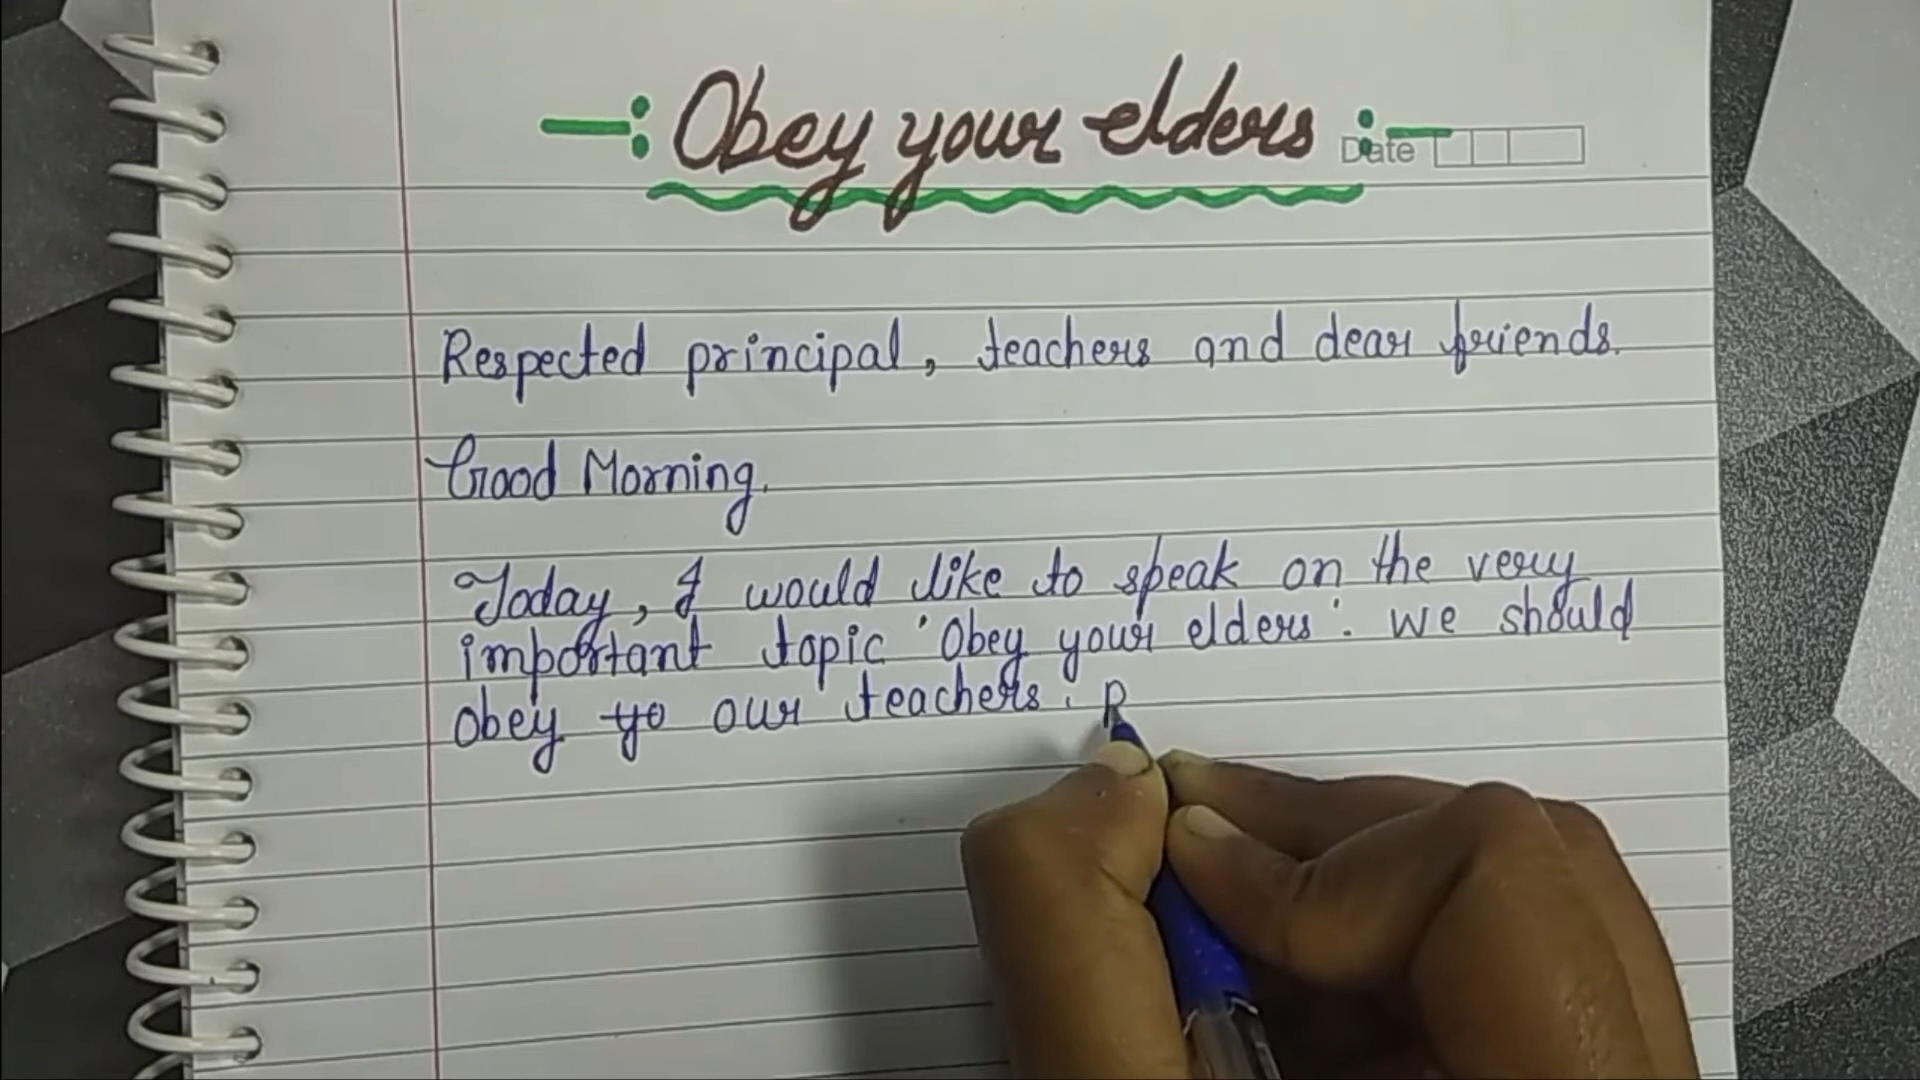 —: Obey your elders :—
Date
Respected principal, teachers and dear friends.
Good Morning.
Today, I would like to speak on the very
important topic 'Obey your elders'. We should
obey yo our teachers. R